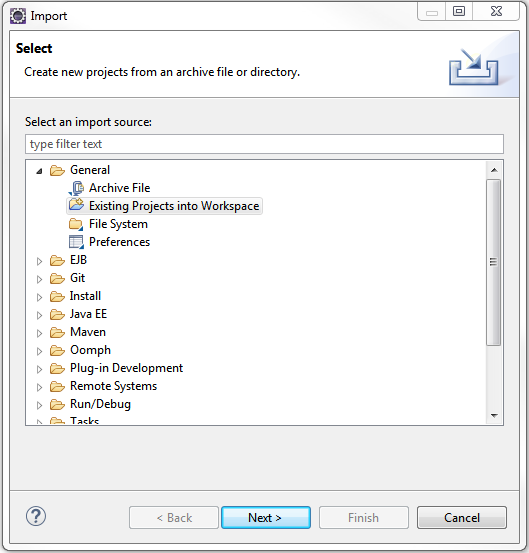 Import
Select
Create new projects from an archive file or directory.
Select an import source:
type filter text
General
Archive File
Existing Projects into Workspace
File System
Preferences
EJB
Git
Install
Java EE
Maven
Oomph
Plug-in Development
Remote Systems
Run/Debug
Tasks
?
< Back
Next >
Finish
Cancel